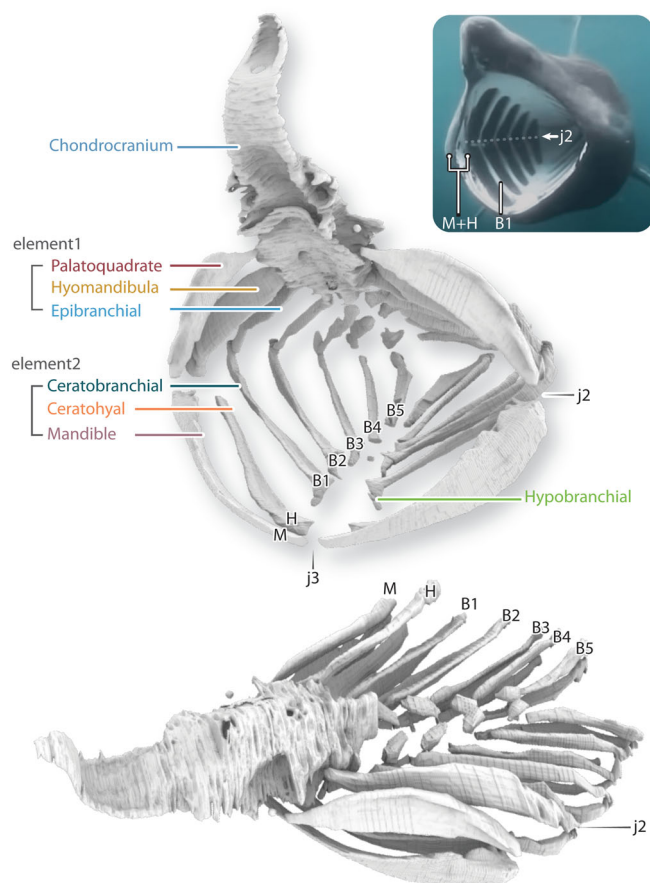 j2
M+H
B1
Chondrocranium
element1
Palatoquadrate
Hyomandibula
Epibranchial
element2
Ceratobranchial
Ceratohyal
Mandible
j2
B5
B4
B3
B2
B1
Hypobranchial
H
M
j3
M
H
B1
B2
B3
B4
B5
j2